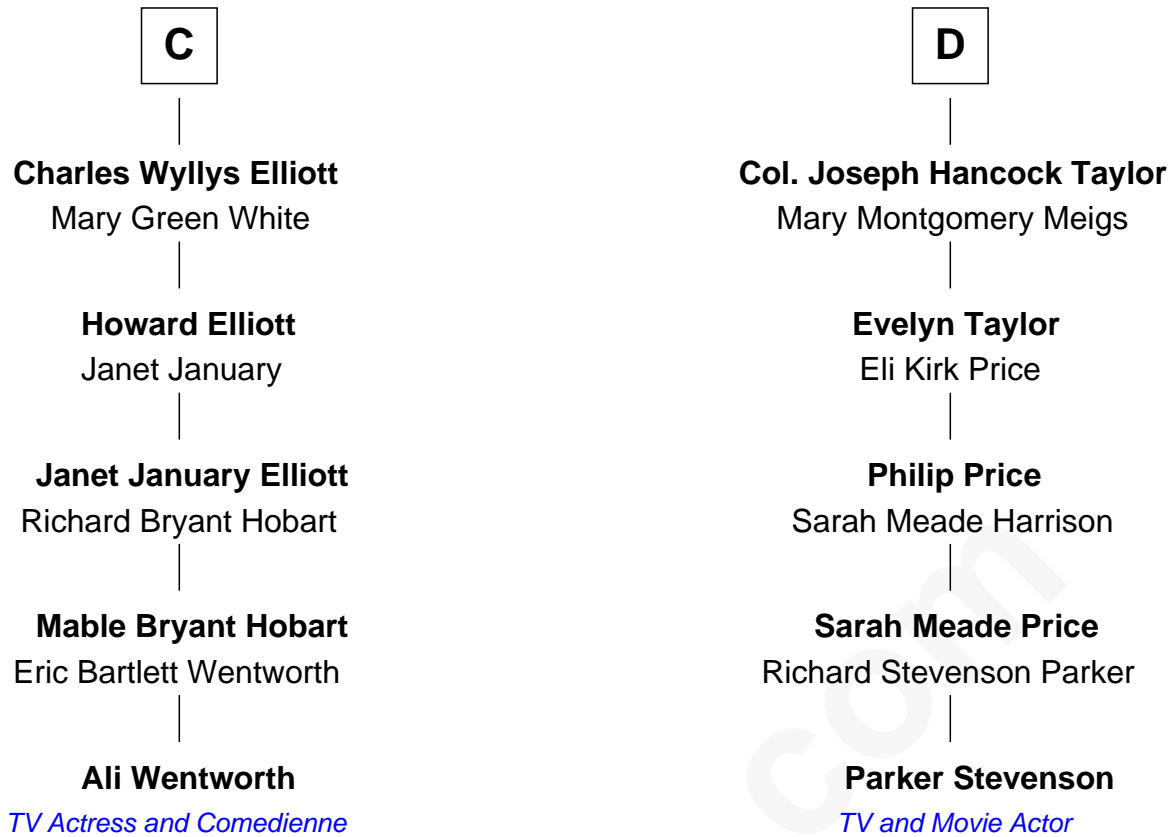 C
Charles Wyllys Elliott
Mary Green White
Howard Elliott
Janet January
Janet January Elliott
Richard Bryant Hobart
Mable Bryant Hobart
Eric Bartlett Wentworth
Ali Wentworth
TV Actress and Comedienne
D
Col. Joseph Hancock Taylor
Mary Montgomery Meigs
Evelyn Taylor
Eli Kirk Price
Philip Price
Sarah Meade Harrison
Sarah Meade Price
Richard Stevenson Parker
Parker Stevenson
TV and Movie Actor
com